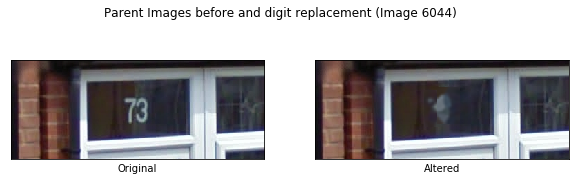 Parent Images before and digit replacement (Image 6044)
73
Original
Altered